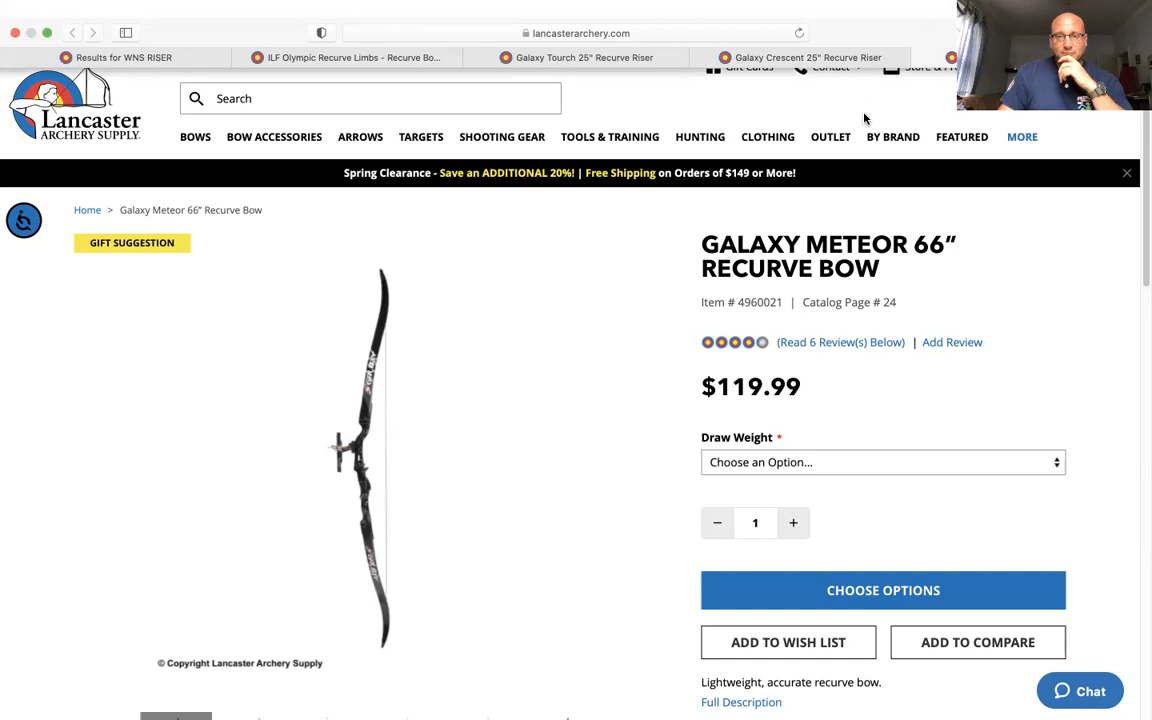 lancasterarchery.com
Results for WNS RISER
ILF Olympic Recurve Limbs - Recurve Bo...
Galaxy Tourch 25" Recurve Riser
Galaxy Crescent 25" Recurve Riser
Gift Cards
Contact
Lancaster
ARCHERY SUPPLY
Search
BOWS BOW ACCESSORIES ARROWS TARGETS SHOOTING GEAR TOOLS & TRAINING HUNTING CLOTHING OUTLET BY BRAND FEATURED MORE
Spring Clearance - Save an ADDITIONAL 20%! | Free Shipping on Orders of $149 or More!
Home > Galaxy Meteor 66” Recurve Bow
GIFT SUGGESTION
GALAXY METEOR 66”
RECURVE BOW
Item # 4960021 | Catalog Page # 24
(Read 6 Review(s) Below) | Add Review
$119.99
Draw Weight *
Choose an Option...
− 1 +
CHOOSE OPTIONS
ADD TO WISH LIST ADD TO COMPARE
© Copyright Lancaster Archery Supply
Lightweight, accurate recurve bow.
Full Description
Chat